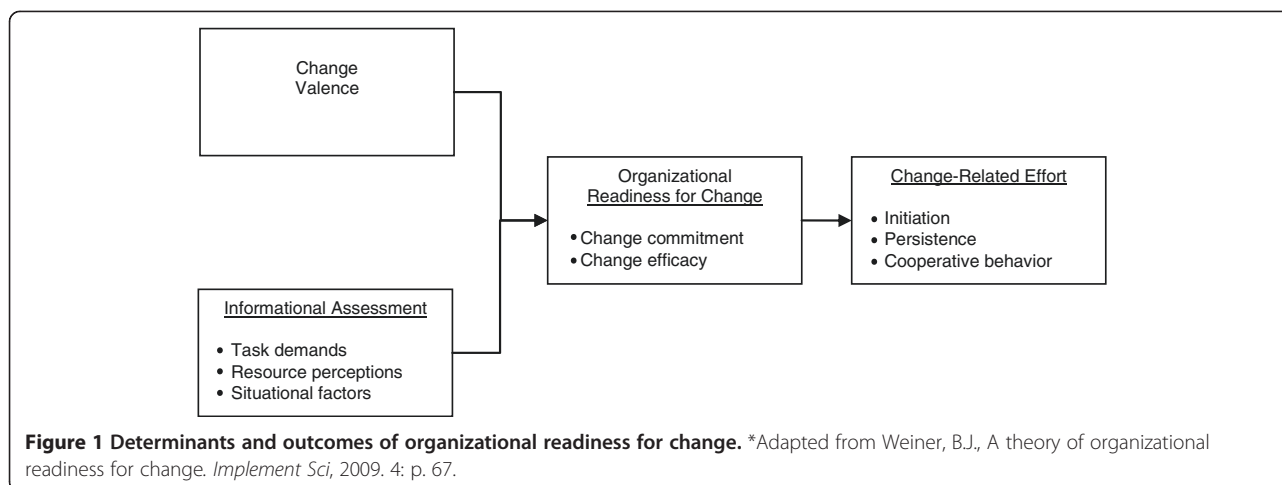 Change
Valence
Organizational
Readiness for Change
• Change commitment
• Change efficacy
Change-Related Effort
• Initiation
• Persistence
• Cooperative behavior
Informational Assessment
• Task demands
• Resource perceptions
• Situational factors
Figure 1 Determinants and outcomes of organizational readiness for change. *Adapted from Weiner, B.J., A theory of organizational
readiness for change. Implement Sci, 2009. 4: p. 67.